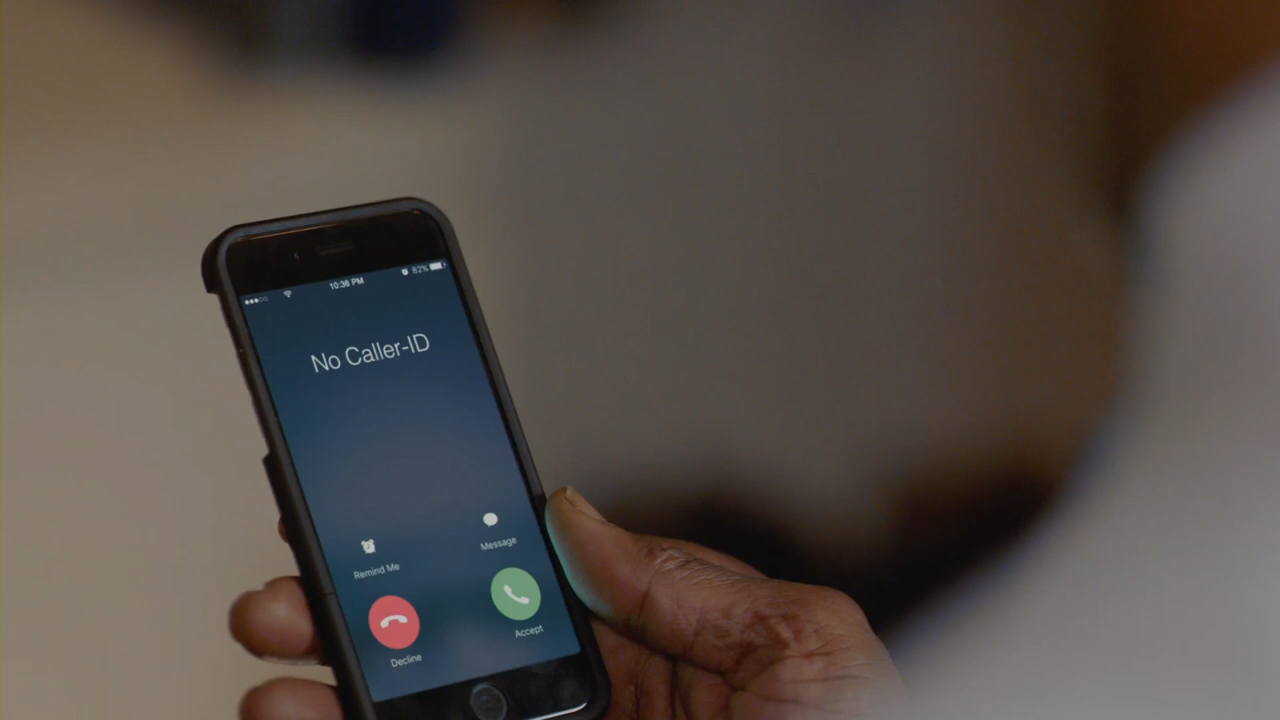 10:36 PM
82%
No Caller-ID
Remind Me
Message
Decline
Accept